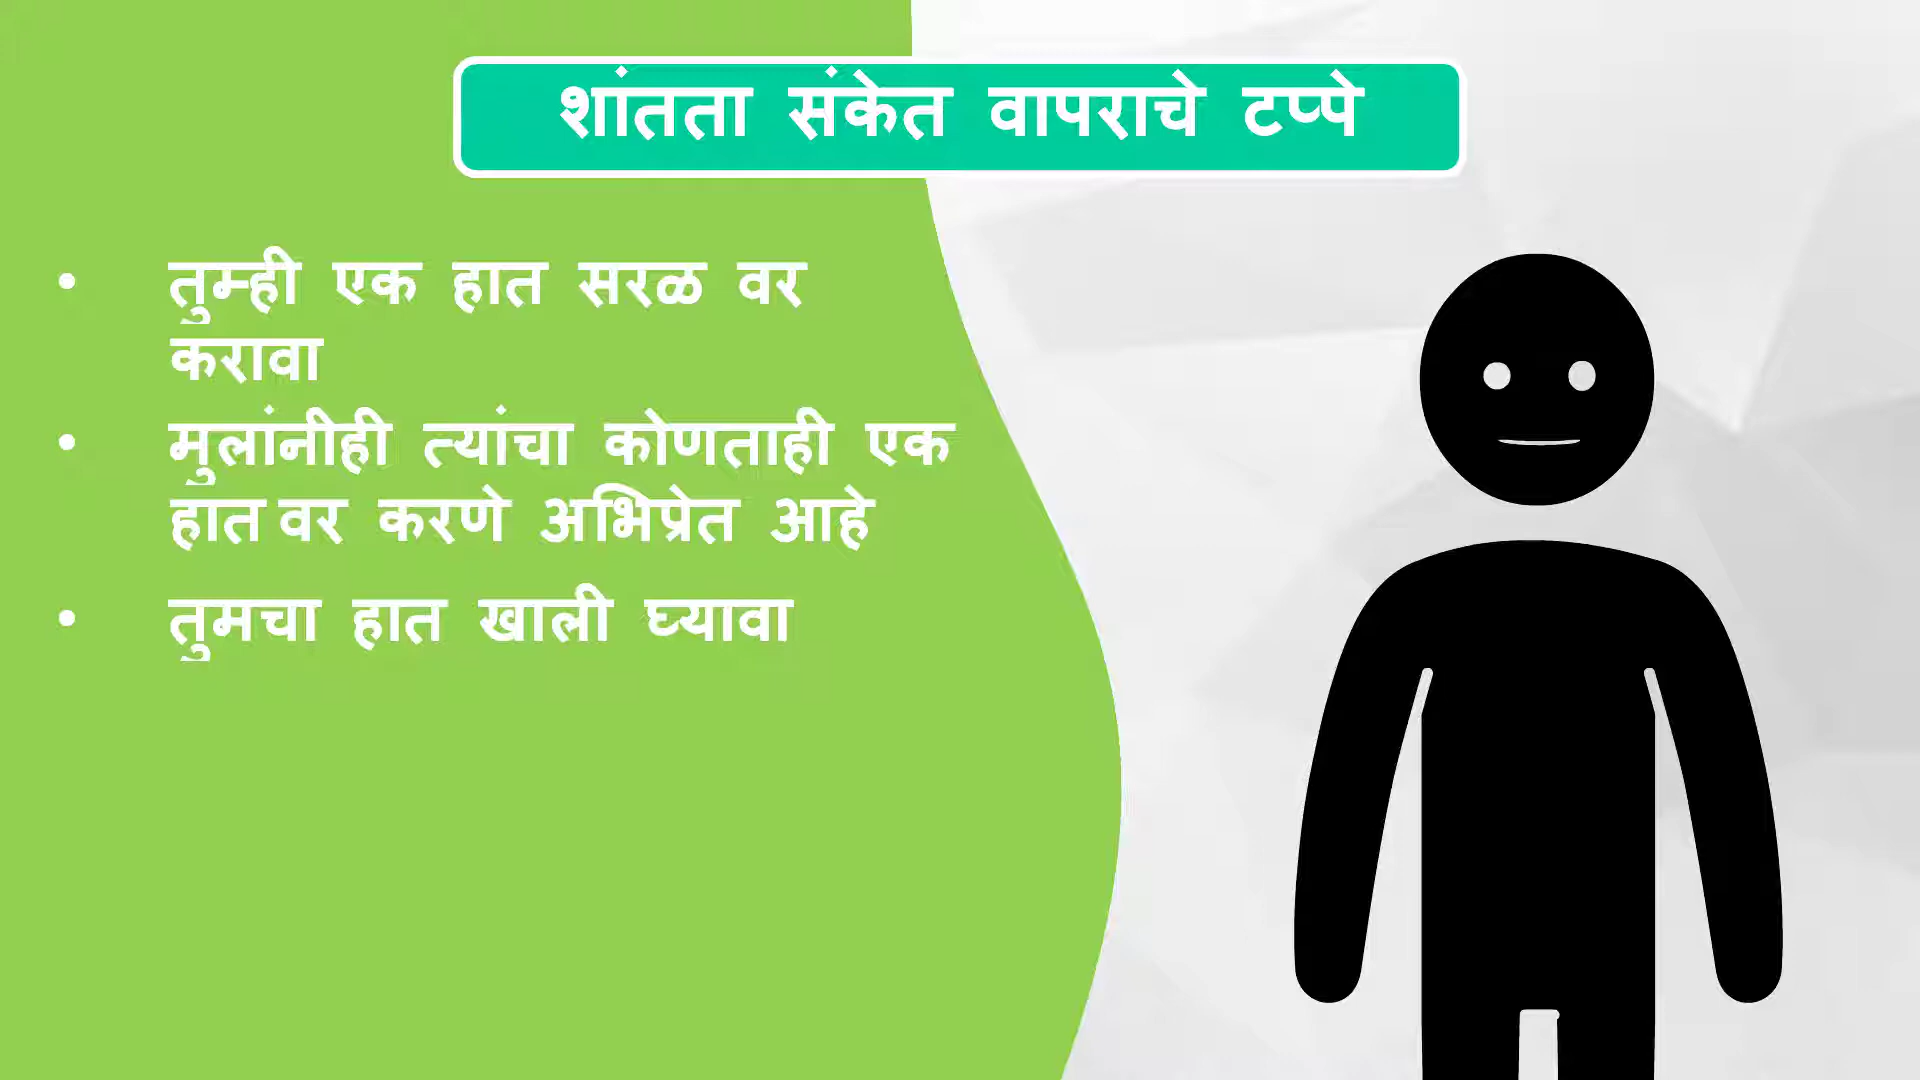 शांतता संकेत वापराचे टप्पे
• तुम्ही एक हात सरळ वर
करावा
• मुलांनीही त्यांचा कोणताही एक
हात वर करणे अभिप्रेत आहे
• तुमचा हात खाली घ्यावा